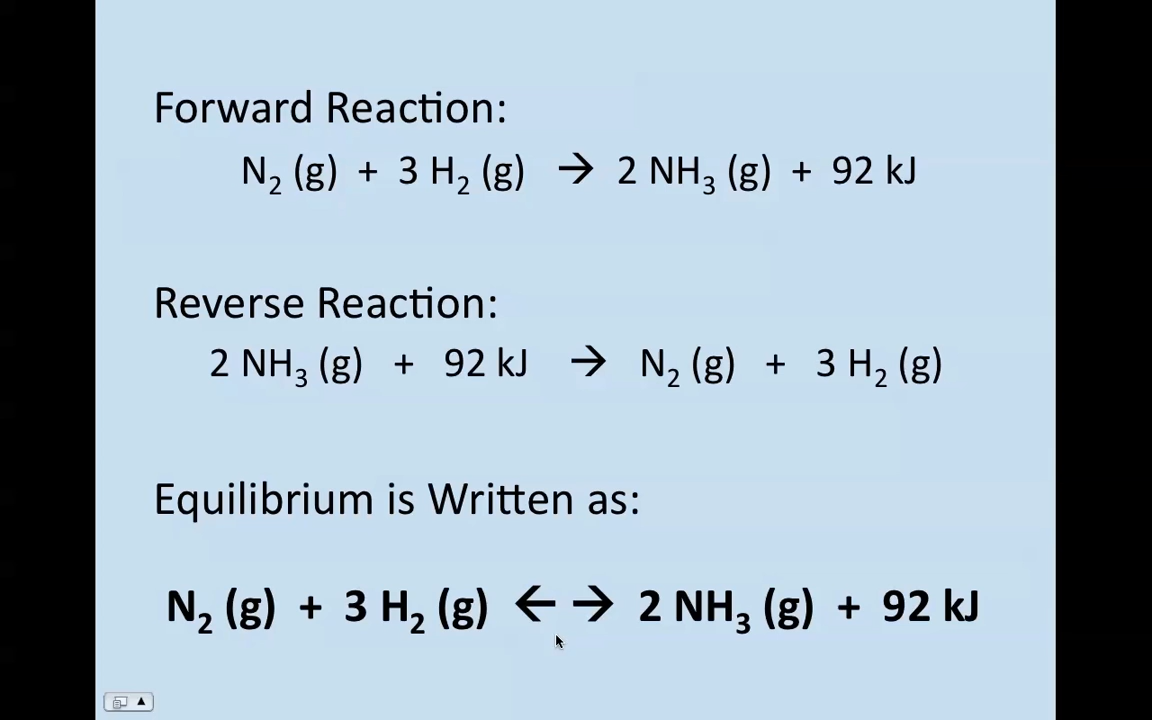 Forward Reaction:
N₂ (g) + 3 H₂ (g) → 2 NH₃ (g) + 92 kJ
Reverse Reaction:
2 NH₃ (g) + 92 kJ → N₂ (g) + 3 H₂ (g)
Equilibrium is Written as:
N₂ (g) + 3 H₂ (g) ← → 2 NH₃ (g) + 92 kJ